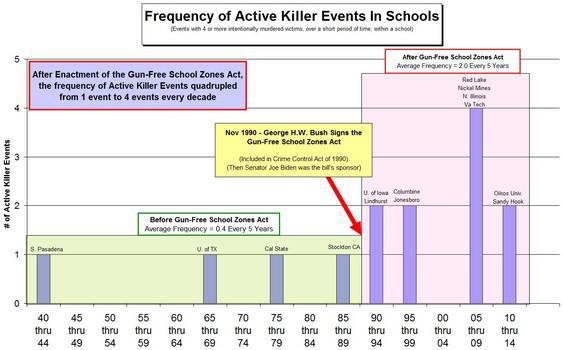 Frequency of Active Killer Events In Schools
(Events with 4 or more intentionally murdered victims, over a short period of time, within a school)
After Enactment of the Gun-Free School Zones Act,
the frequency of Active Killer Events quadrupled
from 1 event to 4 events every decade
After Gun-Free School Zones Act
Average Frequency = 2.0 Every 5 Years
Nov 1990 - George H.W. Bush Signs the
Gun-Free School Zones Act
(Included in Crime Control Act of 1990)
(Then Senator Joe Biden was the bill's sponsor)
Before Gun-Free School Zones Act
Average Frequency = 0.4 Every 5 Years
# of Active Killer Events
5
4
3
2
1
0
S. Pasadena
U. of TX
Cal State
Stockton CA
U. of Iowa
Lindhurst
Columbine
Jonesboro
Red Lake
Nickel Mines
N. Illinois
Va Tech
Oikos Univ.
Sandy Hook
40 45 50 55 60 65 70 75 80 85 90 95 00 05 10
thru thru thru thru thru thru thru thru thru thru thru thru thru thru thru
44 49 54 59 64 69 74 79 84 89 94 99 04 09 14